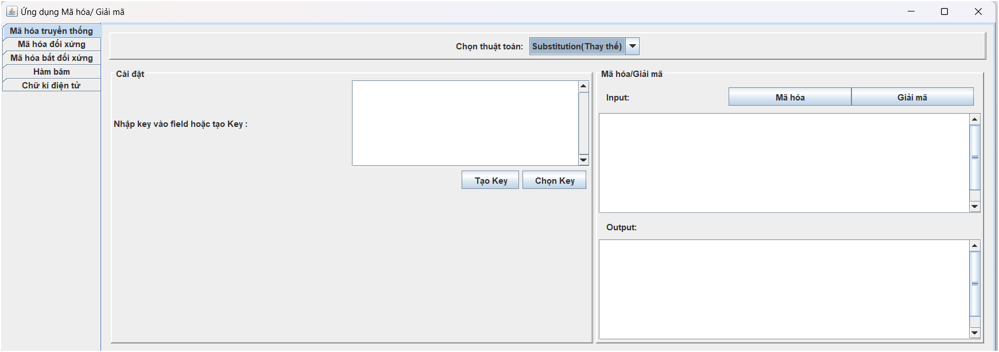 Ứng dụng Mã hóa/ Giải mã
Mã hóa truyền thống
Mã hóa đối xứng
Mã hóa bất đối xứng
Hàm băm
Chữ kí điện tử
Chọn thuật toán: Substitution(Thay thế)
Cài đặt
Nhập key vào field hoặc tạo Key :
Tạo Key Chọn Key
Mã hóa/Giải mã
Input: Mã hóa Giải mã
Output: